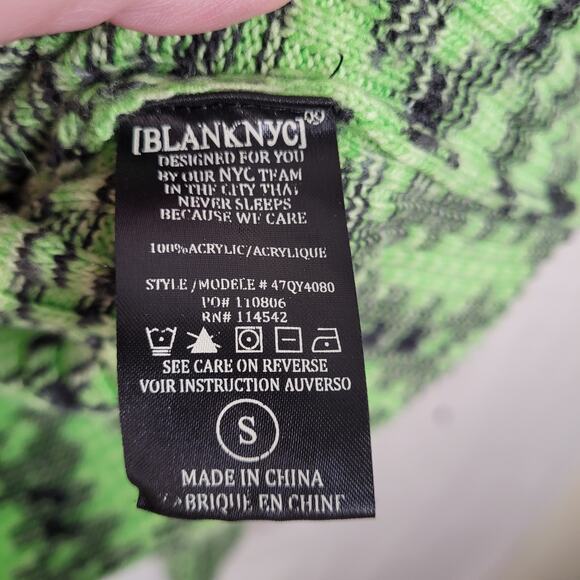 [BLANKNYC]
DESIGNED FOR YOU
BY OUR NYC TEAM
IN THE CITY THAT
NEVER SLEEPS
BECAUSE WE CARE
100%ACRYLIC/ACRYLIQUE
STYLE/MODÈLE # 47QY4080
PO# 110806
RN# 114542
SEE CARE ON REVERSE
VOIR INSTRUCTION AUVERSO
S
MADE IN CHINA
FABRIQUE EN CHINE